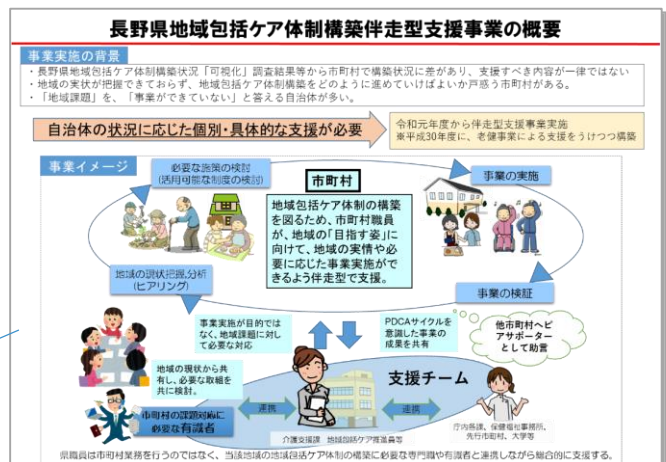 長野県地域包括ケア体制構築伴走型支援事業の概要
事業実施の背景
・長野県地域包括ケア体制構築状況「可視化」調査結果等から市町村で構築状況に差があり、支援すべき内容が一律ではない
・地域の実状が把握できておらず、地域包括ケア体制構築をどのように進めていけばよいか戸惑う市町村がある。
・「地域課題」を、「事業ができていない」と答える自治体が多い。
自治体の状況に応じた個別・具体的な支援が必要
令和元年度から伴走型支援事業実施
※平成30年度に、老健事業による支援をうけつつ構築
事業イメージ
必要な施策の検討
(活用可能な制度の検討)
市町村
事業の実施
地域包括ケア体制の構築
を図るため、市町村職員
が、地域の「目指す姿」に
向けて、地域の実情や必
要に応じた事業実施がで
きるよう伴走型で支援。
地域の現状把握,分析
(ヒアリング)
事業の検証
事業実施が目的では
なく、地域課題に対し
て必要な対応
PDCAサイクルを
意識した事業の
成果を共有
他市町村へピ
アサポーター
として助言
地域の現状から共
有し、必要な取組を
共に検討。
支援チーム
市町村の課題対応に
必要な有識者
連携
連携
介護支援課 地域包括ケア推進員等
庁内各課、保健福祉事務所、
先行市町村、大学等
県職員は市町村業務を行うのではなく、当該地域の地域包括ケア体制の構築に必要な専門職や有識者と連携しながら総合的に支援する。